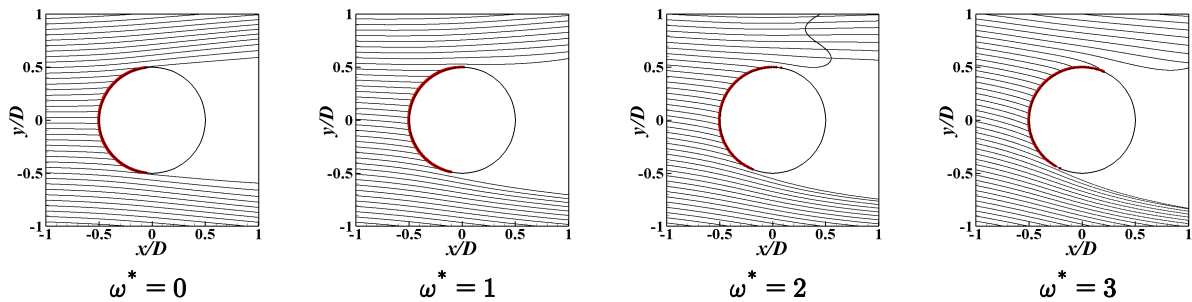 1 1 1 1
0.5 0.5 0.5 0.5
y/D 0 y/D 0 y/D 0 y/D 0
-0.5 -0.5 -0.5 -0.5
-1 -1 -1 -1
-1 -0.5 0 0.5 1 -1 -0.5 0 0.5 1 -1 -0.5 0 0.5 1 -1 -0.5 0 0.5 1
x/D x/D x/D x/D
ω* = 0 ω* = 1 ω* = 2 ω* = 3